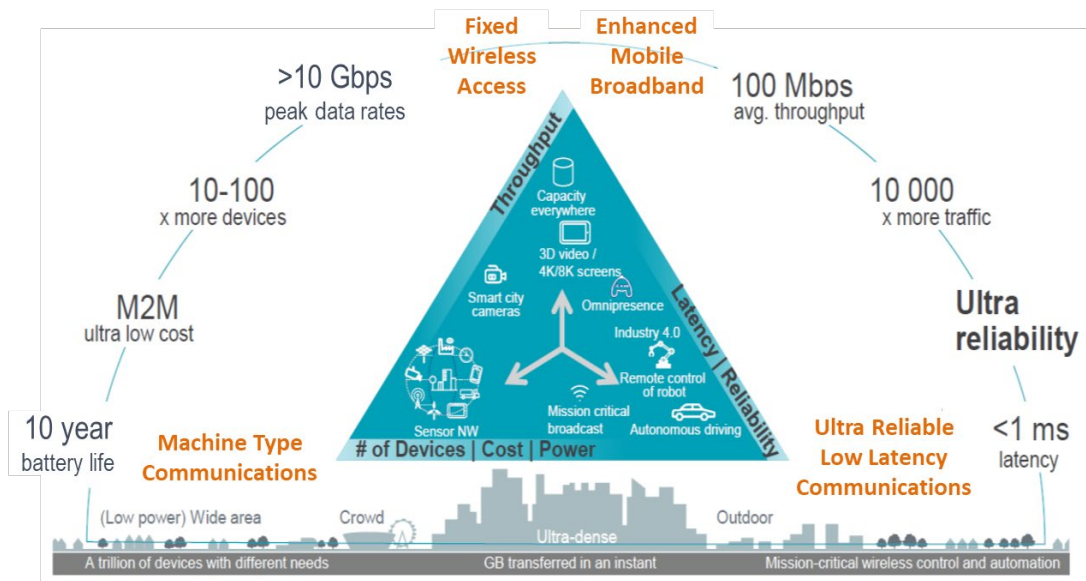 Fixed
Wireless
Access
Enhanced
Mobile
Broadband
>10 Gbps
peak data rates
100 Mbps
avg. throughput
10-100
x more devices
10 000
x more traffic
M2M
ultra low cost
Ultra
reliability
10 year
battery life
<1 ms
latency
Machine Type
Communications
Ultra Reliable
Low Latency
Communications
Throughput
Latency | Reliability
# of Devices | Cost | Power
Capacity
everywhere
3D video /
4K/8K screens
Smart city
cameras
Omnipresence
Industry 4.0
Remote control
of robot
Mission critical
broadcast
Autonomous driving
Sensor NW
(Low power) Wide area
Crowd
Ultra-dense
Outdoor
A trillion of devices with different needs
GB transferred in an instant
Mission-critical wireless control and automation